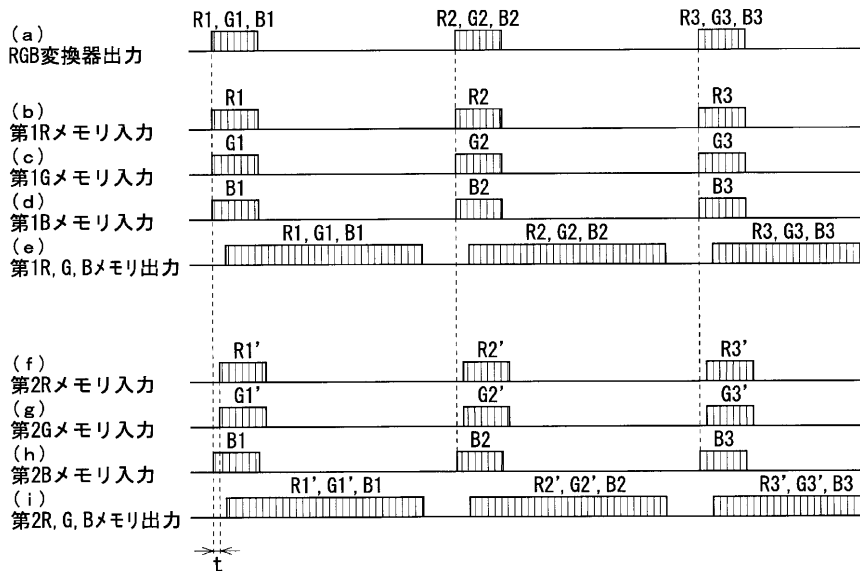 R1, G1, B1 R2, G2, B2 R3, G3, B3
(a)
RGB変換器出力
R1 R2 R3
(b)
第1Rメモリ入力
G1 G2 G3
(c)
第1Gメモリ入力
B1 B2 B3
(d)
第1Bメモリ入力
R1, G1, B1 R2, G2, B2 R3, G3, B3
(e)
第1R, G, Bメモリ出力
R1' R2' R3'
(f)
第2Rメモリ入力
G1' G2' G3'
(g)
第2Gメモリ入力
B1 B2 B3
(h)
第2Bメモリ入力
R1', G1', B1 R2', G2', B2 R3', G3', B3
(i)
第2R, G, Bメモリ出力
t